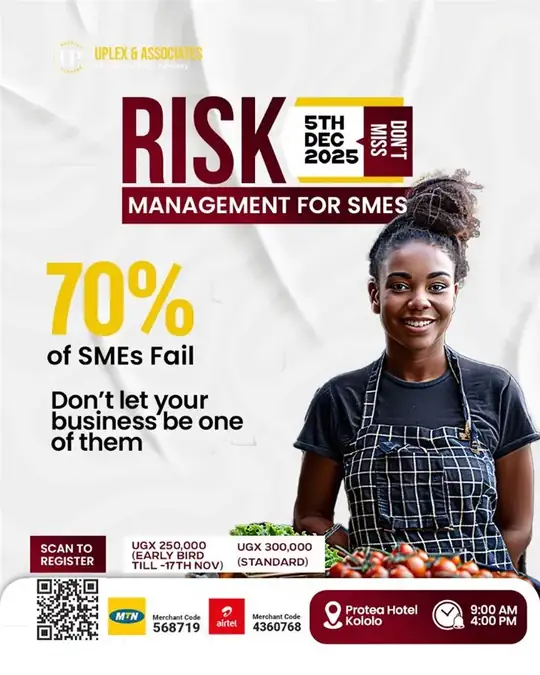 UPLEX & ASSOCIATES
RISK
5TH
DEC
2025
DON'T
MISS
MANAGEMENT FOR SMES
70%
of SMEs Fail
Don't let your
business be one
of them
SCAN TO
REGISTER
UGX 250,000
(EARLY BIRD
TILL -17TH NOV)
UGX 300,000
(STANDARD)
MTN
Merchant Code
568719
airtel
Merchant Code
4360768
Protea Hotel
Kololo
9:00 AM
4:00 PM